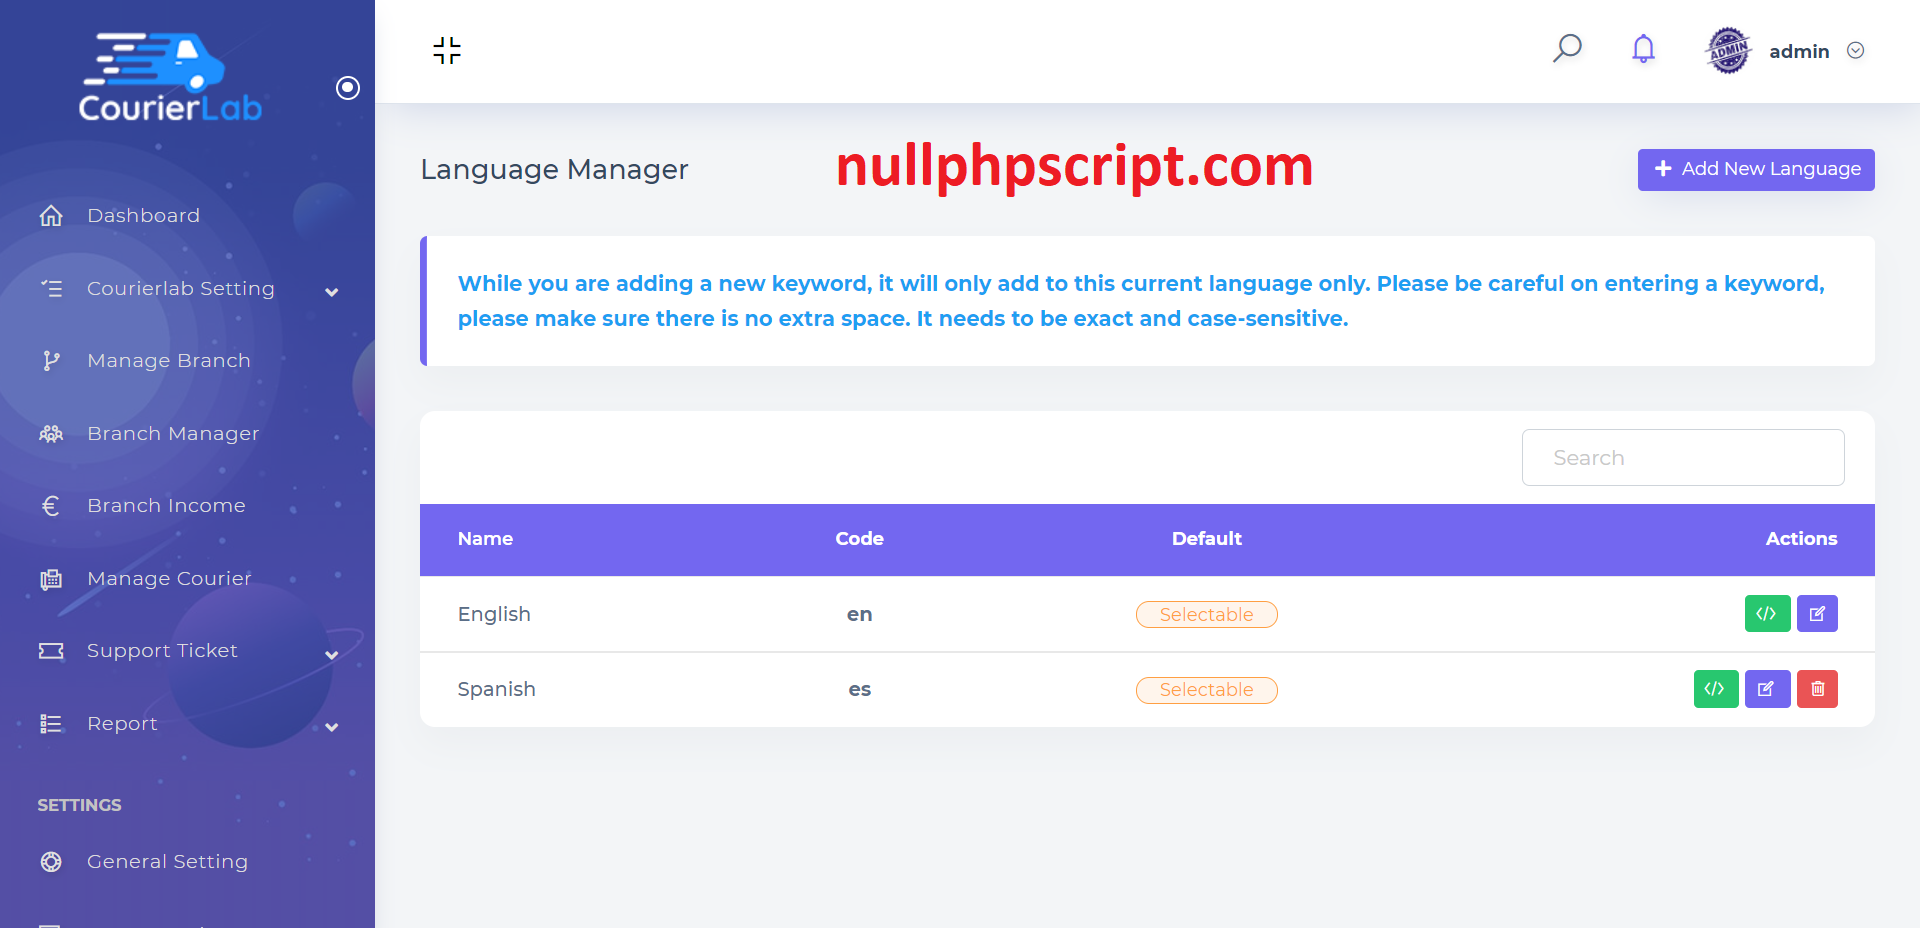 CourierLab
ADMIN
admin
Language Manager
nullphpscript.com
Add New Language
Dashboard
Courierlab Setting
Manage Branch
Branch Manager
Branch Income
Manage Courier
Support Ticket
Report
SETTINGS
General Setting
While you are adding a new keyword, it will only add to this current language only. Please be careful on entering a keyword,
please make sure there is no extra space. It needs to be exact and case-sensitive.
Search
Name Code Default Actions
English en Selectable
Spanish es Selectable